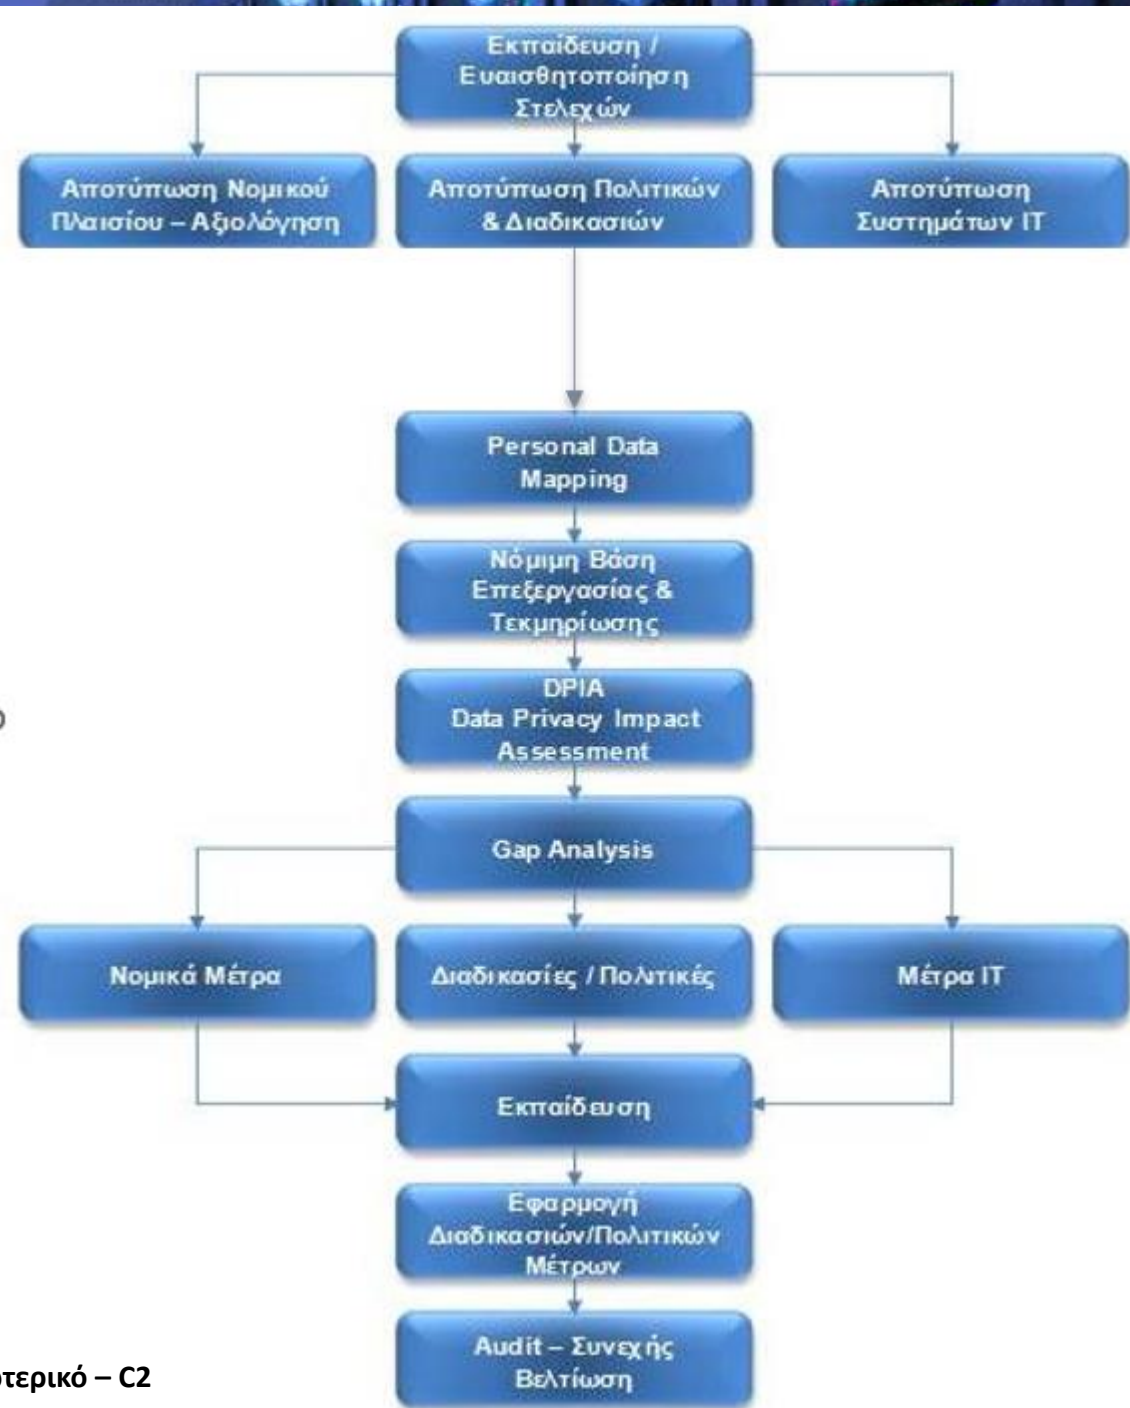 Εκπαίδευση /
Ευαισθητοποίηση
Στελεχών
Αποτύπωση Νομικού
Πλαισίου – Αξιολόγηση
Αποτύπωση Πολιτικών
& Διαδικασιών
Αποτύπωση
Συστημάτων IT
Personal Data
Mapping
Νόμιμη Βάση
Επεξεργασίας &
Τεκμηρίωσης
DPIA
Data Privacy Impact
Assessment
Gap Analysis
Νομικά Μέτρα
Διαδικασίες / Πολιτικές
Μέτρα IT
Εκπαίδευση
Εφαρμογή
Διαδικασιών/Πολιτικών
Μέτρων
Audit – Συνεχής
Βελτίωση
τερικό – C2